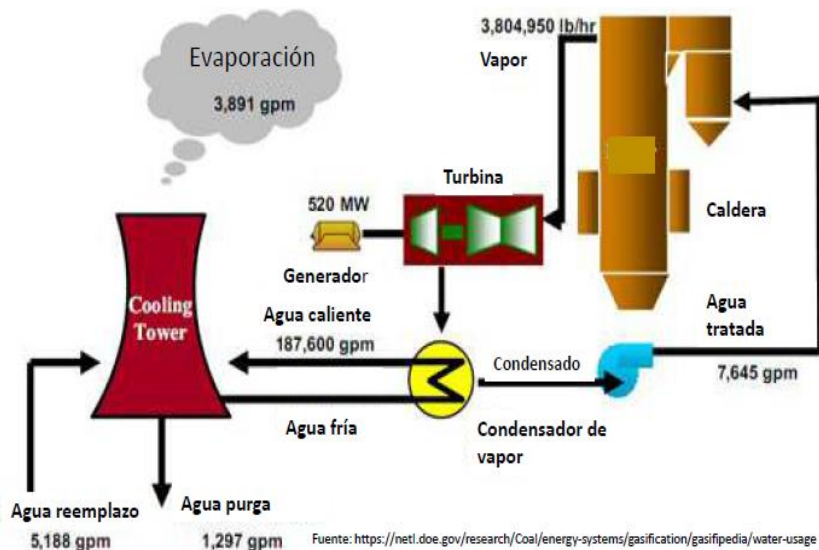 3,804,950 lb/hr
Vapor
Evaporación
3,891 gpm
Turbina
520 MW
Caldera
Generador
Cooling
Tower
Agua caliente
187,600 gpm
Agua
tratada
7,645 gpm
Condensado
Agua fría
Condensador de
vapor
Agua reemplazo
5,188 gpm
Agua purga
1,297 gpm
Fuente: https://netl.doe.gov/research/Coal/energy-systems/gasification/gasifipedia/water-usage